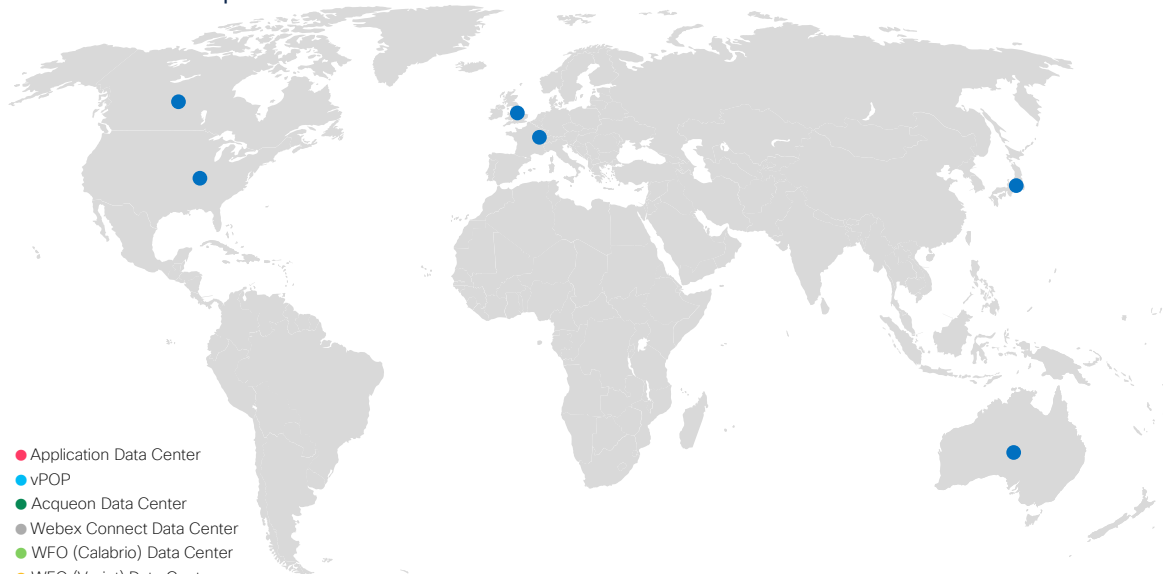 Application Data Center
vPOP
Acqueon Data Center
Webex Connect Data Center
WFO (Calabrio) Data Center